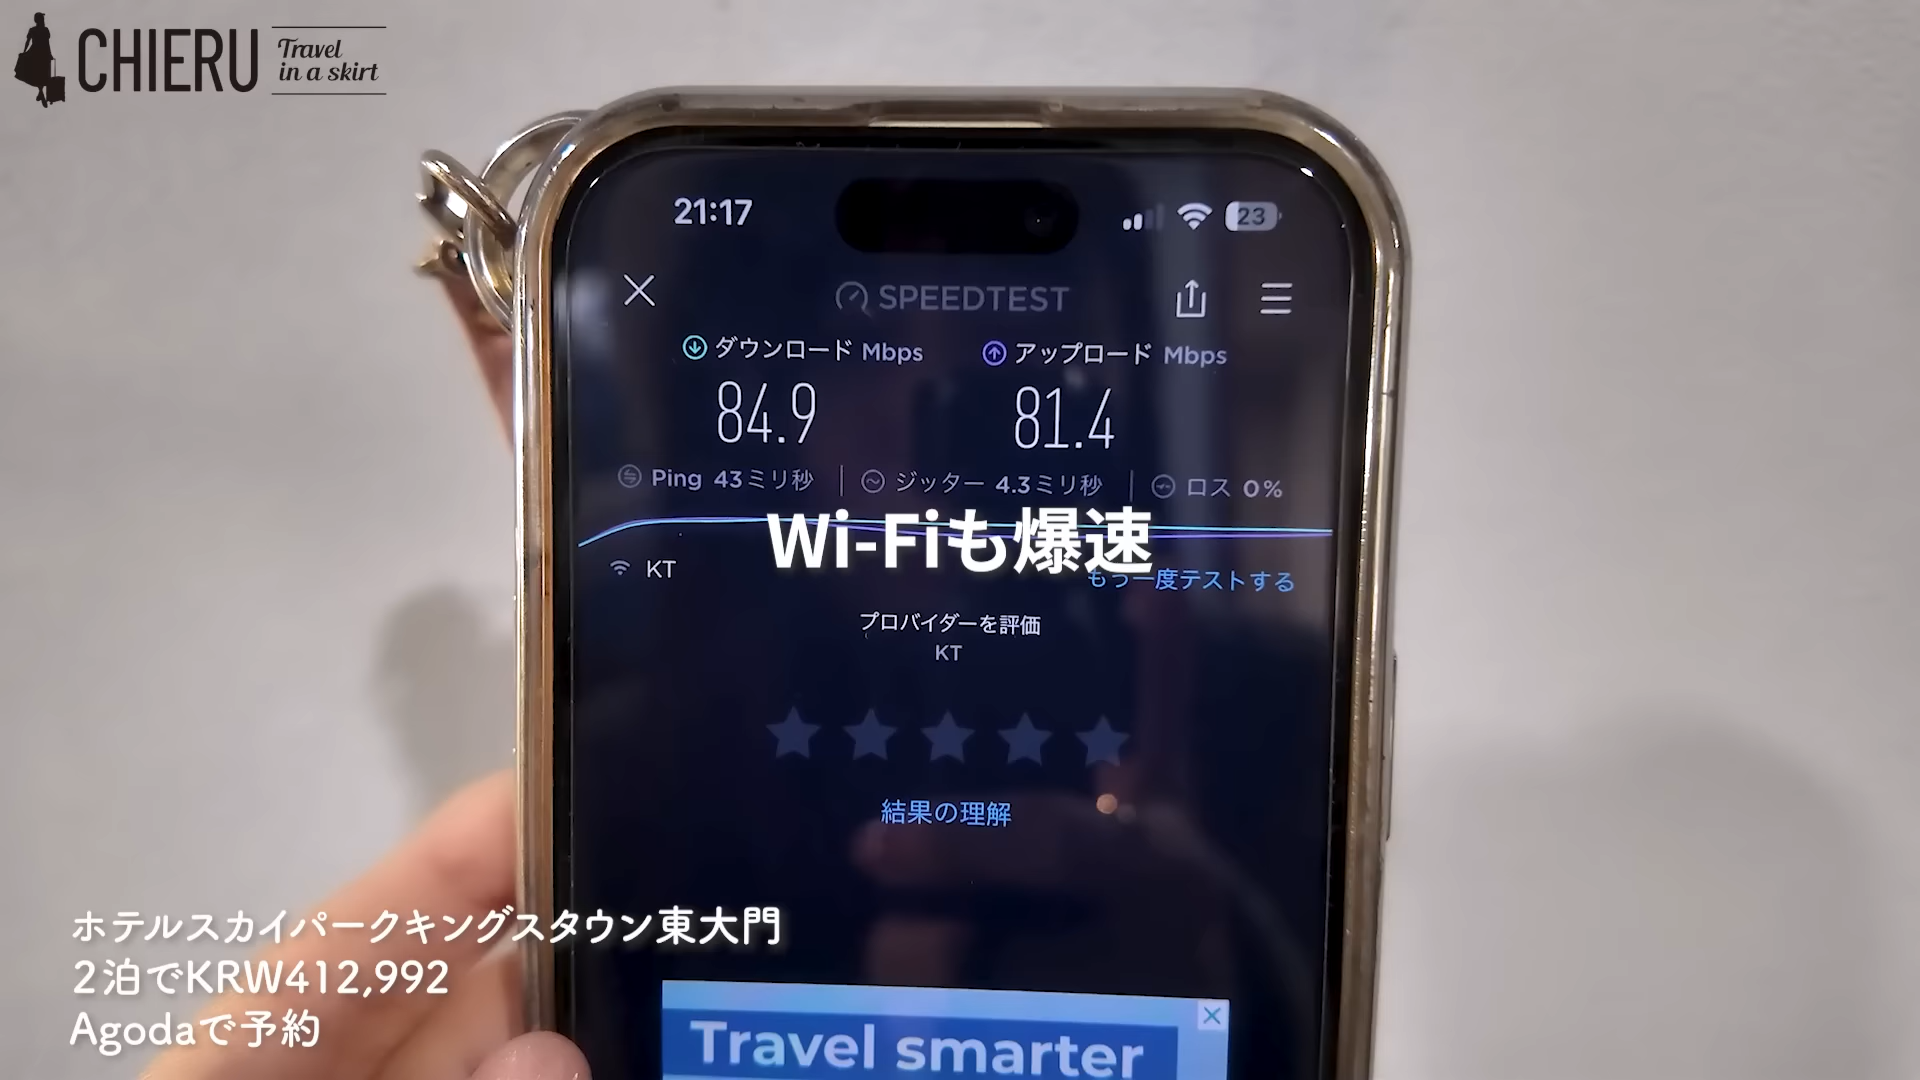 CHIERU
Travel
in a skirt
21:17
23
SPEEDTEST
ダウンロード Mbps
アップロード Mbps
84.9
81.4
Ping 43ミリ秒
ジッター 4.3ミリ秒
ロス 0%
Wi-Fiも爆速
KT
もう一度テストする
プロバイダーを評価
KT
結果の理解
ホテルスカイパークキングスタウン東大門
2泊でKRW412,992
Agodaで予約
Travel smarter